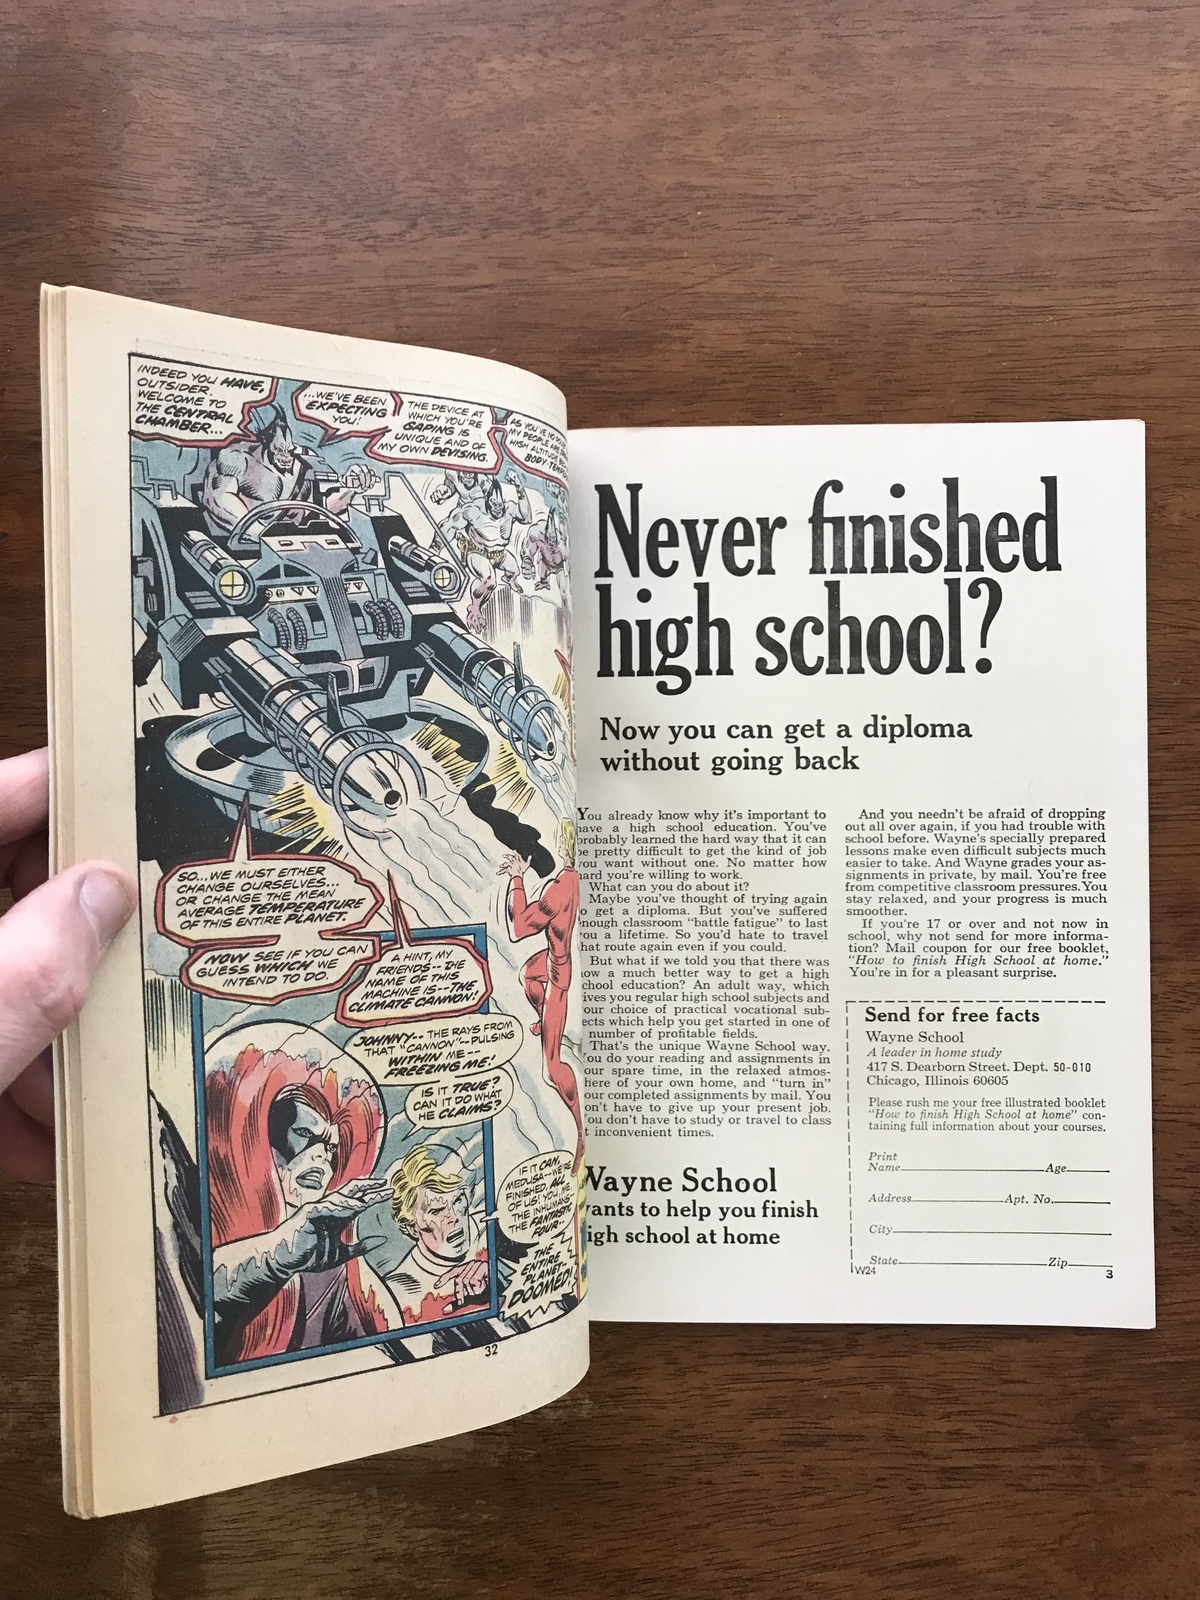 INDEED YOU HAVE,
OUTSIDER.
WELCOME TO
THE CENTRAL
CHAMBER...
...WE'VE BEEN
EXPECTING
YOU!
THE DEVICE AT
WHICH YOU'RE
GAPING IS
UNIQUE AND OF
MY OWN DEVISING.
AS YOU'VE NO
MY PEOPLE ARE
HIGH ALTITUDE
SO...WE MUST EITHER
CHANGE OURSELVES...
OR CHANGE THE MEAN
AVERAGE TEMPERATURE
OF THIS ENTIRE PLANET.
NOW SEE IF YOU CAN
GUESS WHICH WE
INTEND TO DO.
A HINT, MY
FRIENDS--THE
NAME OF THIS
MACHINE IS--THE
CLIMATE CANNON!
JOHNNY--THE RAYS FROM
THAT "CANNON"--PULSING
WITHIN ME--
FREEZING ME!
IS IT TRUE?
CAN IT DO WHAT
HE CLAIMS?
IF IT CAN,
MEDUSA--WE'RE
FINISHED, ALL
OF US! YOU, ME,
THE INHUMANS--
THE FANTASTIC
FOUR--
THE
ENTIRE
PLANET--
DOOMED!
32
Never finished
high school?
Now you can get a diploma
without going back
You already know why it's important to
have a high school education. You've
probably learned the hard way that it can
be pretty difficult to get the kind of job
you want without one. No matter how
hard you're willing to work.
What can you do about it?
Maybe you've thought of trying again
to get a diploma. But you've suffered
enough classroom "battle fatigue" to last
you a lifetime. So you'd hate to travel
that route again even if you could.
But what if we told you that there was
now a much better way to get a high
school education? An adult way, which
gives you regular high school subjects and
your choice of practical vocational sub-
jects which help you get started in one of
number of profitable fields.
That's the unique Wayne School way.
You do your reading and assignments in
your spare time, in the relaxed atmos-
phere of your own home, and "turn in"
your completed assignments by mail. You
don't have to give up your present job.
You don't have to study or travel to class
at inconvenient times.
Wayne School
wants to help you finish
high school at home
And you needn't be afraid of dropping
out all over again, if you had trouble with
school before. Wayne's specially prepared
lessons make even difficult subjects much
easier to take. And Wayne grades your as-
signments in private, by mail. You're free
from competitive classroom pressures. You
stay relaxed, and your progress is much
smoother.
If you're 17 or over and not now in
school, why not send for more informa-
tion? Mail coupon for our free booklet,
"How to finish High School at home."
You're in for a pleasant surprise.
Send for free facts
Wayne School
A leader in home study
417 S. Dearborn Street. Dept. 50-010
Chicago, Illinois 60605
Please rush me your free illustrated booklet
"How to finish High School at home" con-
taining full information about your courses.
Print
Name Age
Address Apt. No.
City
State Zip
W24
3